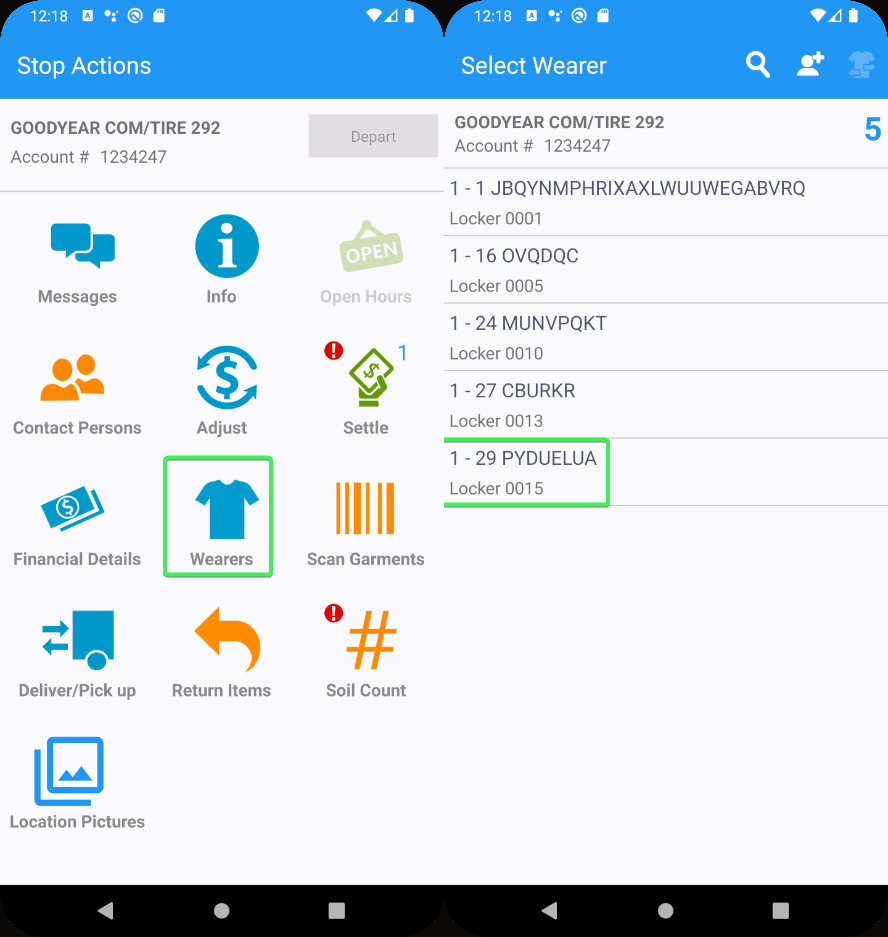 12:18
Stop Actions
GOODYEAR COM/TIRE 292
Account # 1234247
Depart
Messages
Info
OPEN
Open Hours
Contact Persons
$
Adjust
!
$
1
Settle
$
Financial Details
Wearers
Scan Garments
Deliver/Pick up
Return Items
!
#
Soil Count
Location Pictures
12:18
Select Wearer
GOODYEAR COM/TIRE 292
5
Account # 1234247
1 - 1 JBQYNMPHRIXAXLWUUWEGABVRQ
Locker 0001
1 - 16 OVQDQC
Locker 0005
1 - 24 MUNVPQKT
Locker 0010
1 - 27 CBURKR
Locker 0013
1 - 29 PYDUELUA
Locker 0015